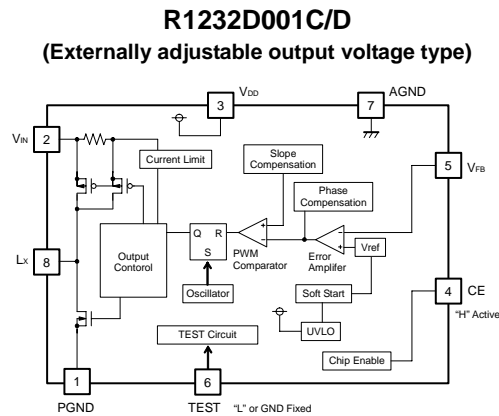 R1232D001C/D
(Externally adjustable output voltage type)
VDD
AGND
3
7
VIN
2
Current Limit
Slope
Compensation
5
VFB
Phase
Compensation
Q R
S
PWM
Comparator
Error
Amplifer
Vref
LX
8
Output
Contorol
Oscillator
Soft Start
4
CE
"H" Active
UVLO
TEST Circuit
Chip Enable
1
6
PGND
TEST "L" or GND Fixed